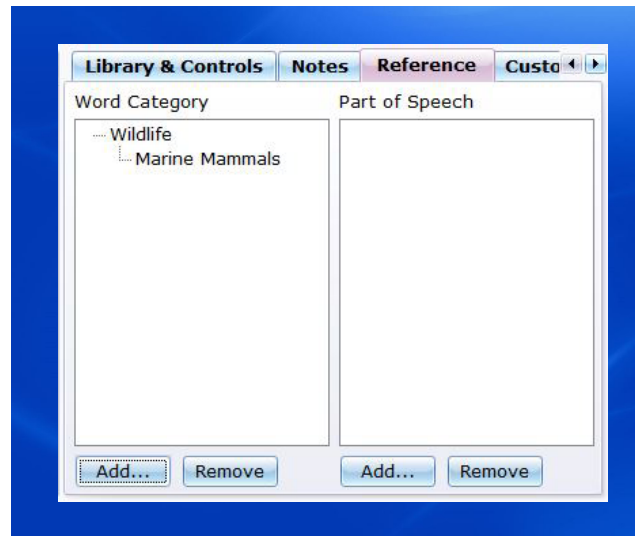 Library & Controls Notes Reference Custo
Word Category Part of Speech
Wildlife
Marine Mammals
Add... Remove Add... Remove